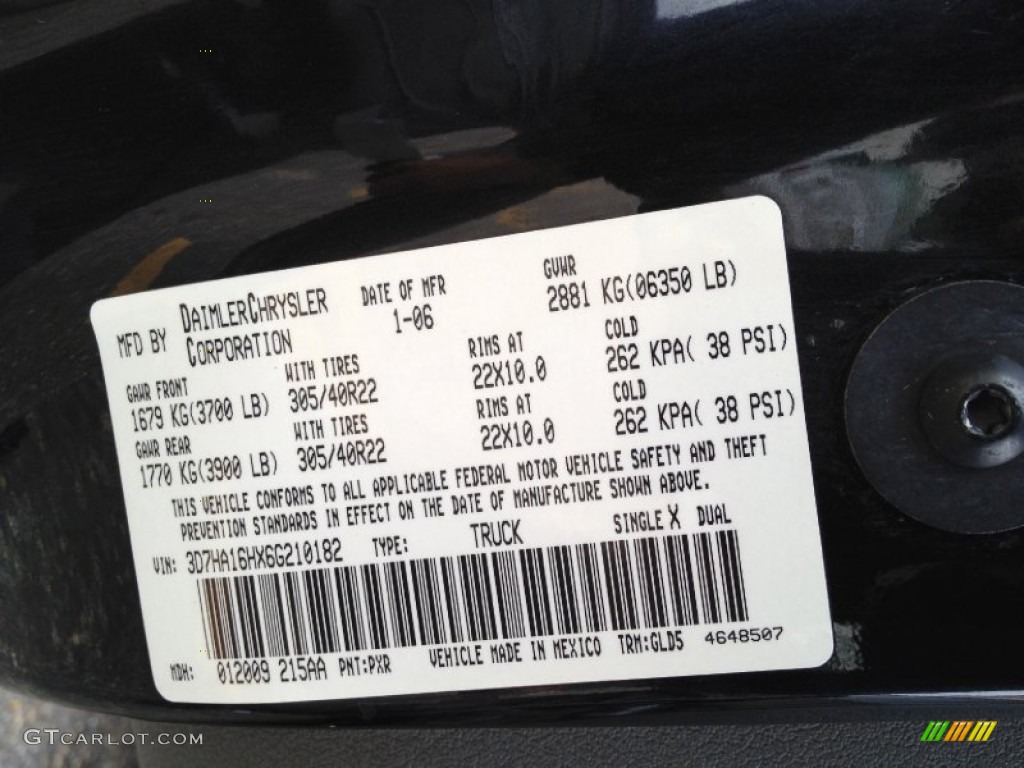 MFD BY DAIMLERCHRYSLER CORPORATION
DATE OF MFR 1-06
GVWR 2881 KG(06350 LB)
GAWR FRONT 1679 KG(3700 LB)
WITH TIRES 305/40R22
RIMS AT 22X10.0
COLD 262 KPA( 38 PSI)
GAWR REAR 1770 KG(3900 LB)
WITH TIRES 305/40R22
RIMS AT 22X10.0
COLD 262 KPA( 38 PSI)
THIS VEHICLE CONFORMS TO ALL APPLICABLE FEDERAL MOTOR VEHICLE SAFETY AND THEFT
PREVENTION STANDARDS IN EFFECT ON THE DATE OF MANUFACTURE SHOWN ABOVE.
VIN: 3D7HA16HX6G210182 TYPE: TRUCK SINGLE X DUAL
MDH: 012009 215AA PNT:PXR VEHICLE MADE IN MEXICO TRM:GLD5 4648507
GTCARLOT.COM